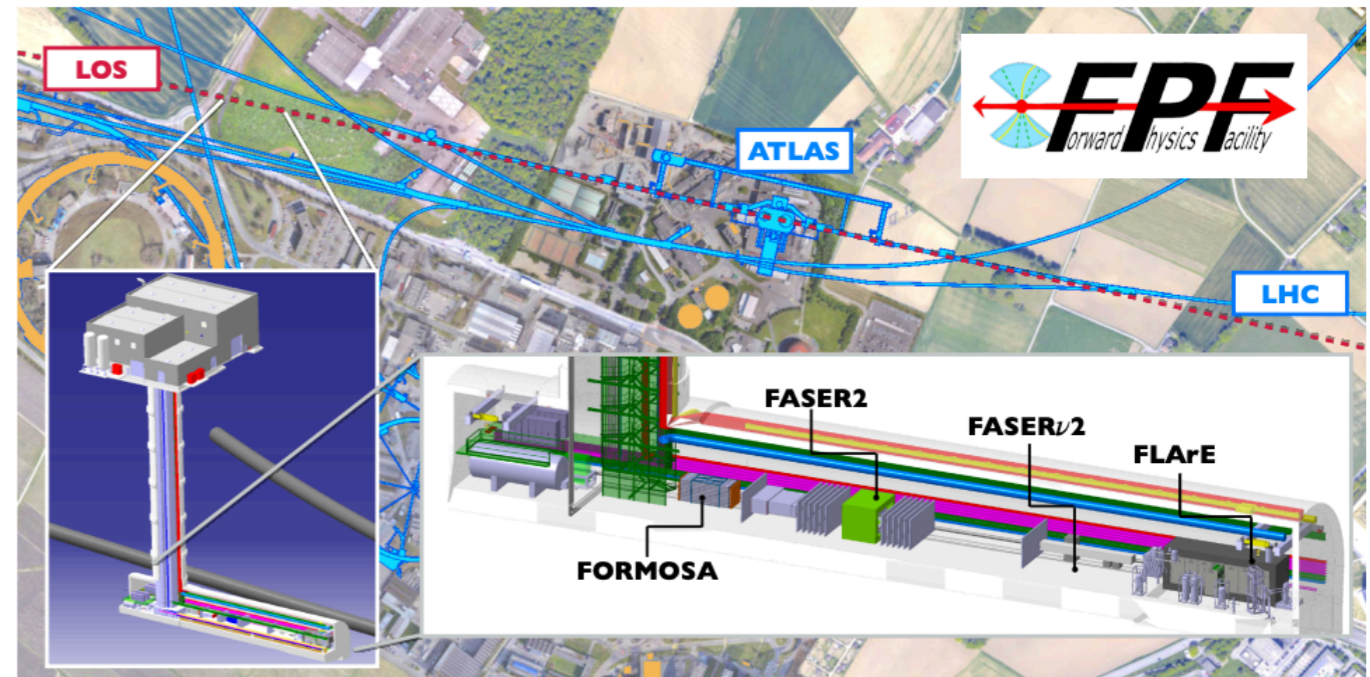 LOS
FPF
Forward Physics Facility
ATLAS
LHC
FASER2
FASERν2
FLArE
FORMOSA